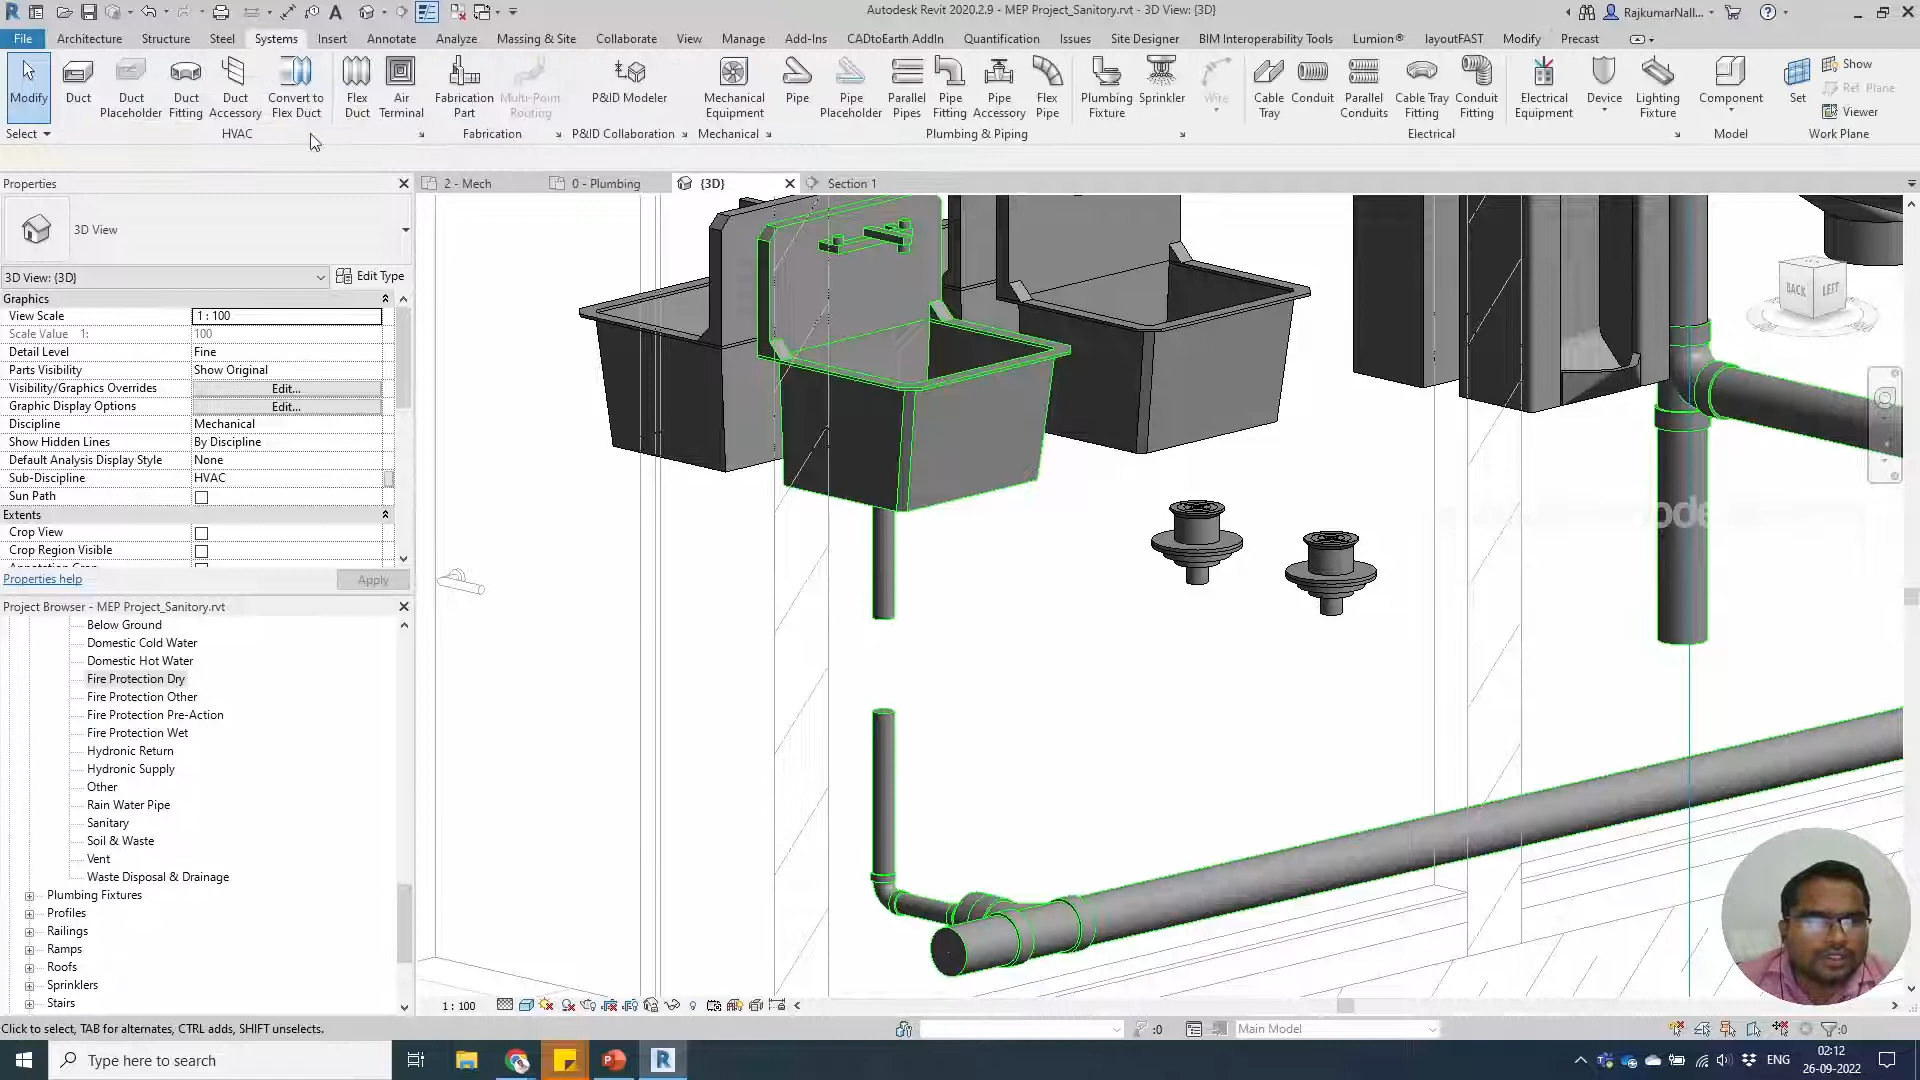 Autodesk Revit 2020.2.9 - MEP Project_Sanitory.rvt - 3D View: {3D}
RajkumarNall...
File Architecture Structure Steel Systems Insert Annotate Analyze Massing & Site Collaborate View Manage Add-Ins CADtoEarth AddIn Quantification Issues Site Designer BIM Interoperability Tools Lumion® layoutFAST Modify Precast
Modify
Duct
Duct Placeholder
Duct Fitting
Duct Accessory
Convert to Flex Duct
Flex Duct
Air Terminal
Fabrication Part
Multi-Point Routing
P&ID Modeler
Mechanical Equipment
Pipe
Pipe Placeholder
Parallel Pipes
Pipe Fitting
Pipe Accessory
Flex Pipe
Plumbing Fixture
Sprinkler
Wire
Cable Tray
Conduit
Parallel Conduits
Cable Tray Fitting
Conduit Fitting
Electrical Equipment
Device
Lighting Fixture
Component
Set
Show
Ref Plane
Viewer
Select HVAC Fabrication P&ID Collaboration Mechanical Plumbing & Piping Electrical Model Work Plane
Properties
2 - Mech
0 - Plumbing
{3D}
Section 1
3D View
3D View: {3D}
Edit Type
Graphics
View Scale 1 : 100
Scale Value 1: 100
Detail Level Fine
Parts Visibility Show Original
Visibility/Graphics Overrides Edit...
Graphic Display Options Edit...
Discipline Mechanical
Show Hidden Lines By Discipline
Default Analysis Display Style None
Sub-Discipline HVAC
Sun Path
Extents
Crop View
Crop Region Visible
Properties help
Apply
BACK
LEFT
Project Browser - MEP Project_Sanitory.rvt
Below Ground
Domestic Cold Water
Domestic Hot Water
Fire Protection Dry
Fire Protection Other
Fire Protection Pre-Action
Fire Protection Wet
Hydronic Return
Hydronic Supply
Other
Rain Water Pipe
Sanitary
Soil & Waste
Vent
Waste Disposal & Drainage
Plumbing Fixtures
Profiles
Railings
Ramps
Roofs
Sprinklers
Stairs
1 : 100
Click to select, TAB for alternates, CTRL adds, SHIFT unselects.
:0
Main Model
:0
Type here to search
ENG
02:12
26-09-2022